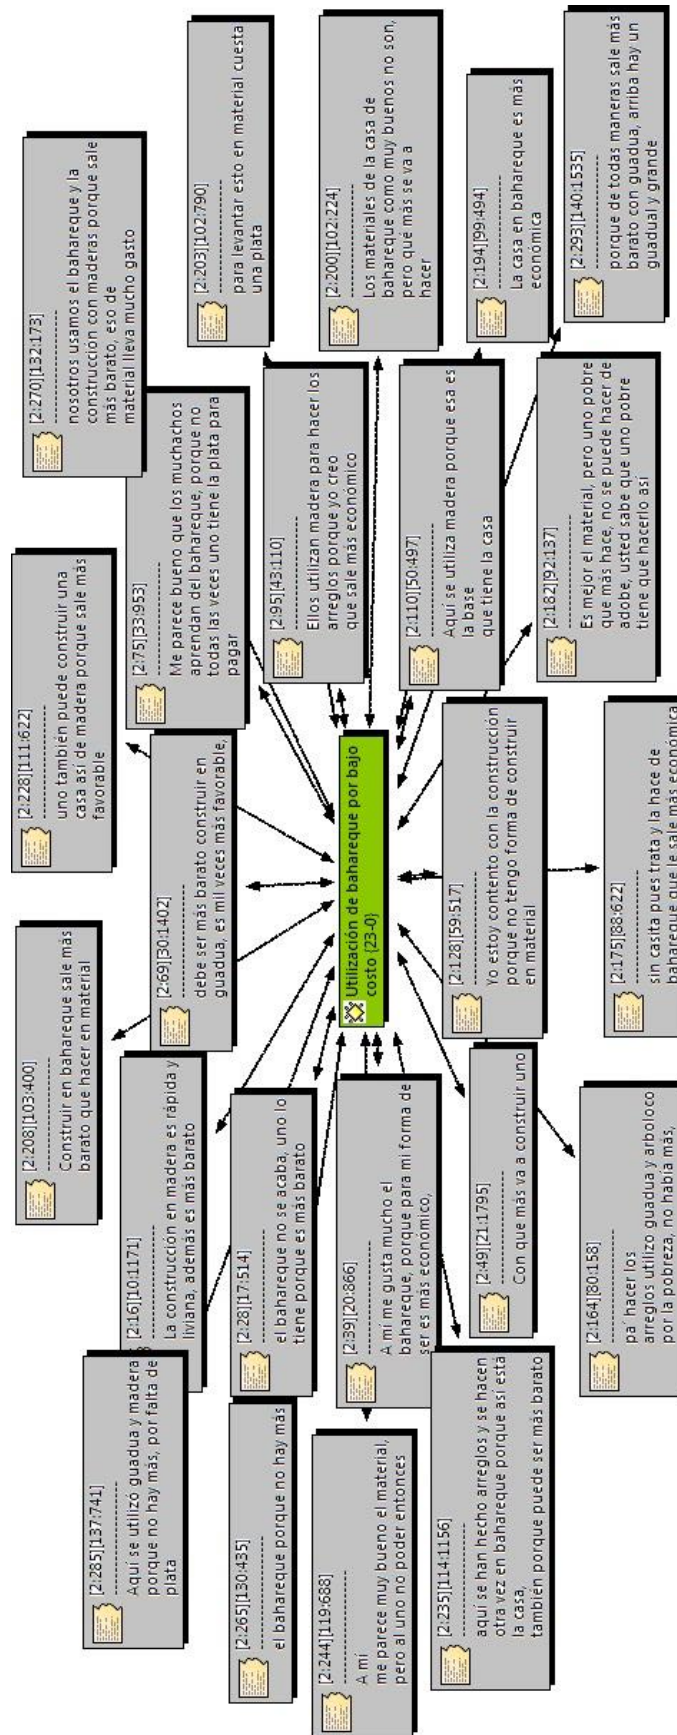 [2:285][137:741]
--------------------
Aquí se utilizó guadua y madera
porque no hay más, por falta de
plata
[2:208][103:400]
--------------------
Construir en bahareque sale más
barato que hacer en material
[2:228][111:622]
--------------------
uno también puede construir una
casa así de madera porque sale más
favorable
[2:270][132:173]
--------------------
nosotros usamos el bahareque y la
construcción con maderas porque sale
más barato, eso de
material lleva mucho gasto
[2:16][10:1171]
--------------------
La construcción en madera es rápida y
liviana, además es más barato
[2:69][30:1402]
--------------------
debe ser más barato construir en
guadua, es mil veces más favorable,
[2:75][33:953]
--------------------
Me parece bueno que los muchachos
aprendan del bahareque, porque no
todas las veces uno tiene la plata para
pagar
[2:203][102:790]
--------------------
para levantar esto en material cuesta
una plata
[2:265][130:435]
--------------------
el bahareque porque no hay más
[2:28][17:514]
--------------------
el bahareque no se acaba, uno lo
tiene porque es más barato
[2:95][43:110]
--------------------
Ellos utilizan madera para hacer los
arreglos porque yo creo
que sale más económico
[2:200][102:224]
--------------------
Los materiales de la casa de
bahareque como muy buenos no son,
pero qué más se va a
hacer
[2:244][119:688]
--------------------
A mí
me parece muy bueno el material,
pero al uno no poder entonces
[2:39][20:866]
--------------------
A mi me gusta mucho el
bahareque, porque para mi forma de
ser es más económico,
Utilización de bahareque por bajo
costo {23-0}
[2:110][50:497]
--------------------
Aquí se utiliza madera porque esa es
la base
que tiene la casa
[2:194][99:494]
--------------------
La casa en bahareque es más
económica
[2:235][114:1156]
--------------------
aquí se han hecho arreglos y se hacen
otra vez en bahareque porque así está
la casa,
también porque puede ser más barato
[2:49][21:1795]
--------------------
Con que más va a construir uno
[2:128][59:517]
--------------------
Yo estoy contento con la construcción
porque no tengo forma de construir
en material
[2:182][92:137]
--------------------
Es mejor el material, pero uno pobre
que más hace, no se puede hacer de
adobe, usted sabe que uno pobre
tiene que hacerlo así
[2:293][140:1535]
--------------------
porque de todas maneras sale más
barato con guadua, arriba hay un
guadual y grande
[2:164][80:158]
--------------------
pa´ hacer los
arreglos utilizo guadua y arboloco
por la pobreza, no había más,
[2:175][88:622]
--------------------
sin casita pues trata y la hace de
bahareque que le sale más económica